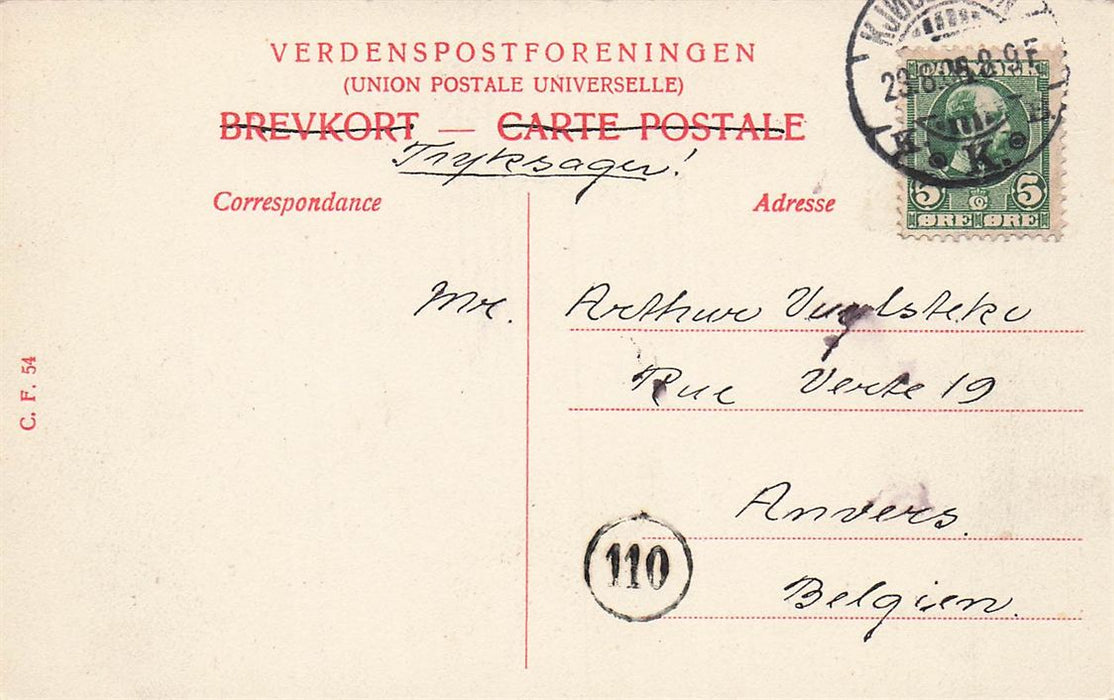 VERDENSPOSTFORENINGEN
(UNION POSTALE UNIVERSELLE)
BREVKORT — CARTE POSTALE
Tryksager!
Correspondance
Adresse
5 5
ØRE ØRE
K.
Mr. Arthur Vuylsteke
Rue Verte 19
Anvers.
Belgien.
110
C. F. 54